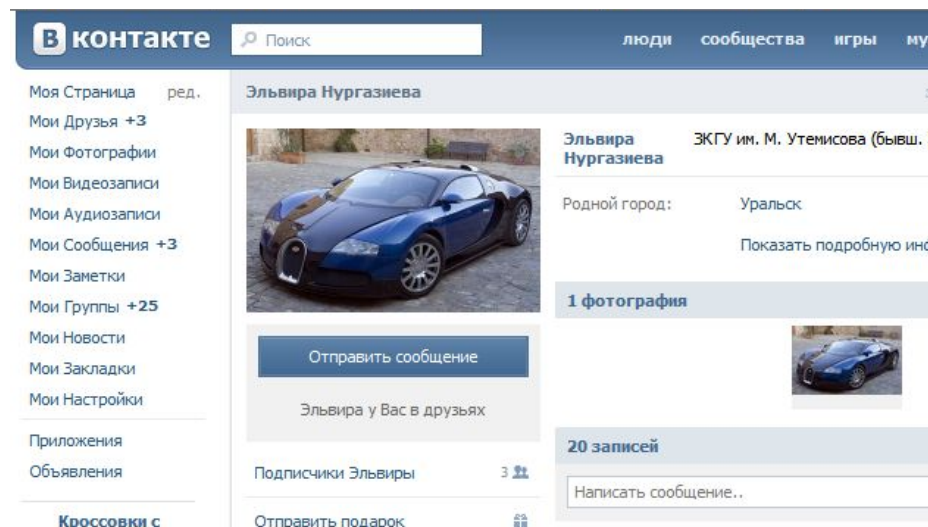 В контакте
Поиск
люди сообщества игры
Моя Страница ред.
Мои Друзья +3
Мои Фотографии
Мои Видеозаписи
Мои Аудиозаписи
Мои Сообщения +3
Мои Заметки
Мои Группы +25
Мои Новости
Мои Закладки
Мои Настройки
Приложения
Объявления
Кроссовки с
Эльвира Нургазиева
Отправить сообщение
Эльвира у Вас в друзьях
Подписчики Эльвиры 3
Отправить подарок
Эльвира ЗКГУ им. М. Утемисова (бывш.
Нургазиева
Родной город: Уральск
Показать подробную
1 фотография
20 записей
Написать сообщение..